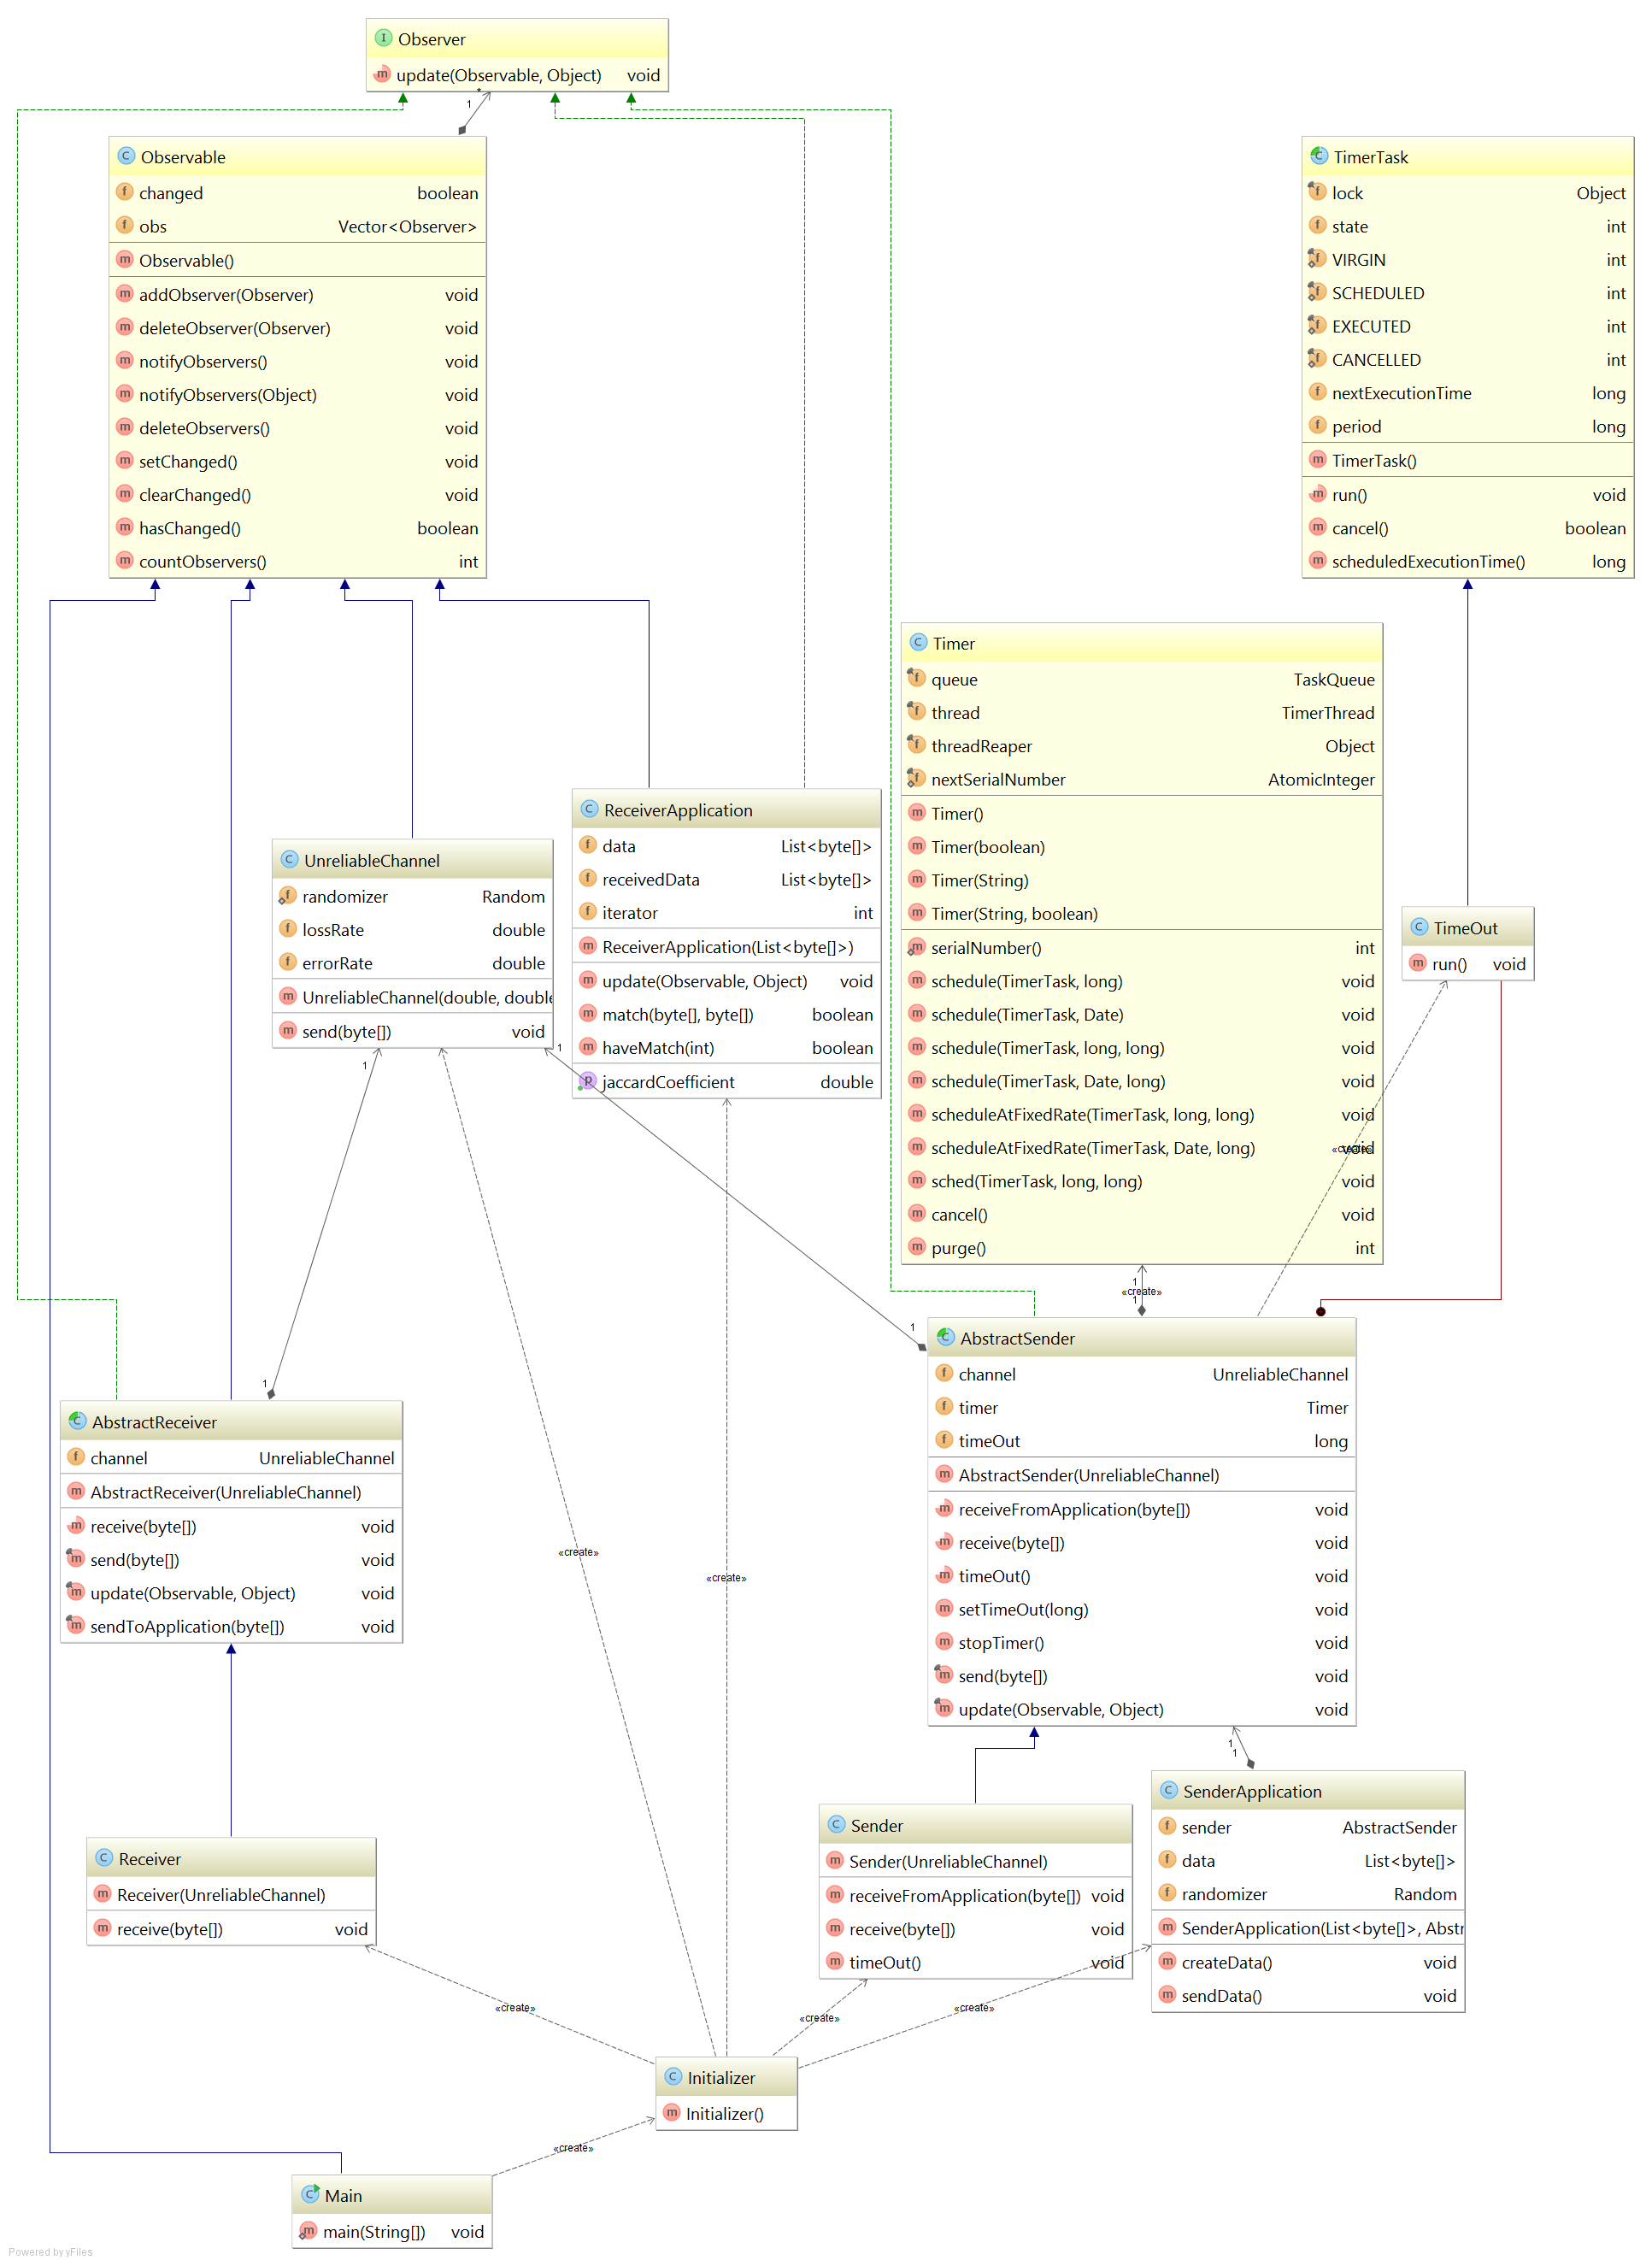 Observer
update(Observable, Object) void
1 *
Observable
changed boolean
obs Vector<Observer>
Observable()
addObserver(Observer) void
deleteObserver(Observer) void
notifyObservers() void
notifyObservers(Object) void
deleteObservers() void
setChanged() void
clearChanged() void
hasChanged() boolean
countObservers() int
TimerTask
lock Object
state int
VIRGIN int
SCHEDULED int
EXECUTED int
CANCELLED int
nextExecutionTime long
period long
TimerTask()
run() void
cancel() boolean
scheduledExecutionTime() long
Timer
queue TaskQueue
thread TimerThread
threadReaper Object
nextSerialNumber AtomicInteger
Timer()
Timer(boolean)
Timer(String)
Timer(String, boolean)
serialNumber() int
schedule(TimerTask, long) void
schedule(TimerTask, Date) void
schedule(TimerTask, long, long) void
schedule(TimerTask, Date, long) void
scheduleAtFixedRate(TimerTask, long, long) void
scheduleAtFixedRate(TimerTask, Date, long) void
sched(TimerTask, long, long) void
cancel() void
purge() int
ReceiverApplication
data List<byte[]>
receivedData List<byte[]>
iterator int
ReceiverApplication(List<byte[]>)
update(Observable, Object) void
match(byte[], byte[]) boolean
haveMatch(int) boolean
jaccardCoefficient double
UnreliableChannel
randomizer Random
lossRate double
errorRate double
UnreliableChannel(double, double
send(byte[]) void
TimeOut
run() void
1
1
«create»
1
«create»
1
1
1
AbstractSender
channel UnreliableChannel
timer Timer
timeOut long
AbstractSender(UnreliableChannel)
receiveFromApplication(byte[]) void
receive(byte[]) void
timeOut() void
setTimeOut(long) void
stopTimer() void
send(byte[]) void
update(Observable, Object) void
AbstractReceiver
channel UnreliableChannel
AbstractReceiver(UnreliableChannel)
receive(byte[]) void
send(byte[]) void
update(Observable, Object) void
sendToApplication(byte[]) void
«create»
«create»
1
1
SenderApplication
sender AbstractSender
data List<byte[]>
randomizer Random
SenderApplication(List<byte[]>, Abstr
createData() void
sendData() void
Sender
Sender(UnreliableChannel)
receiveFromApplication(byte[]) void
receive(byte[]) void
timeOut() void
Receiver
Receiver(UnreliableChannel)
receive(byte[]) void
«create»
«create»
«create»
Initializer
Initializer()
«create»
Main
main(String[]) void
Powered by yFiles